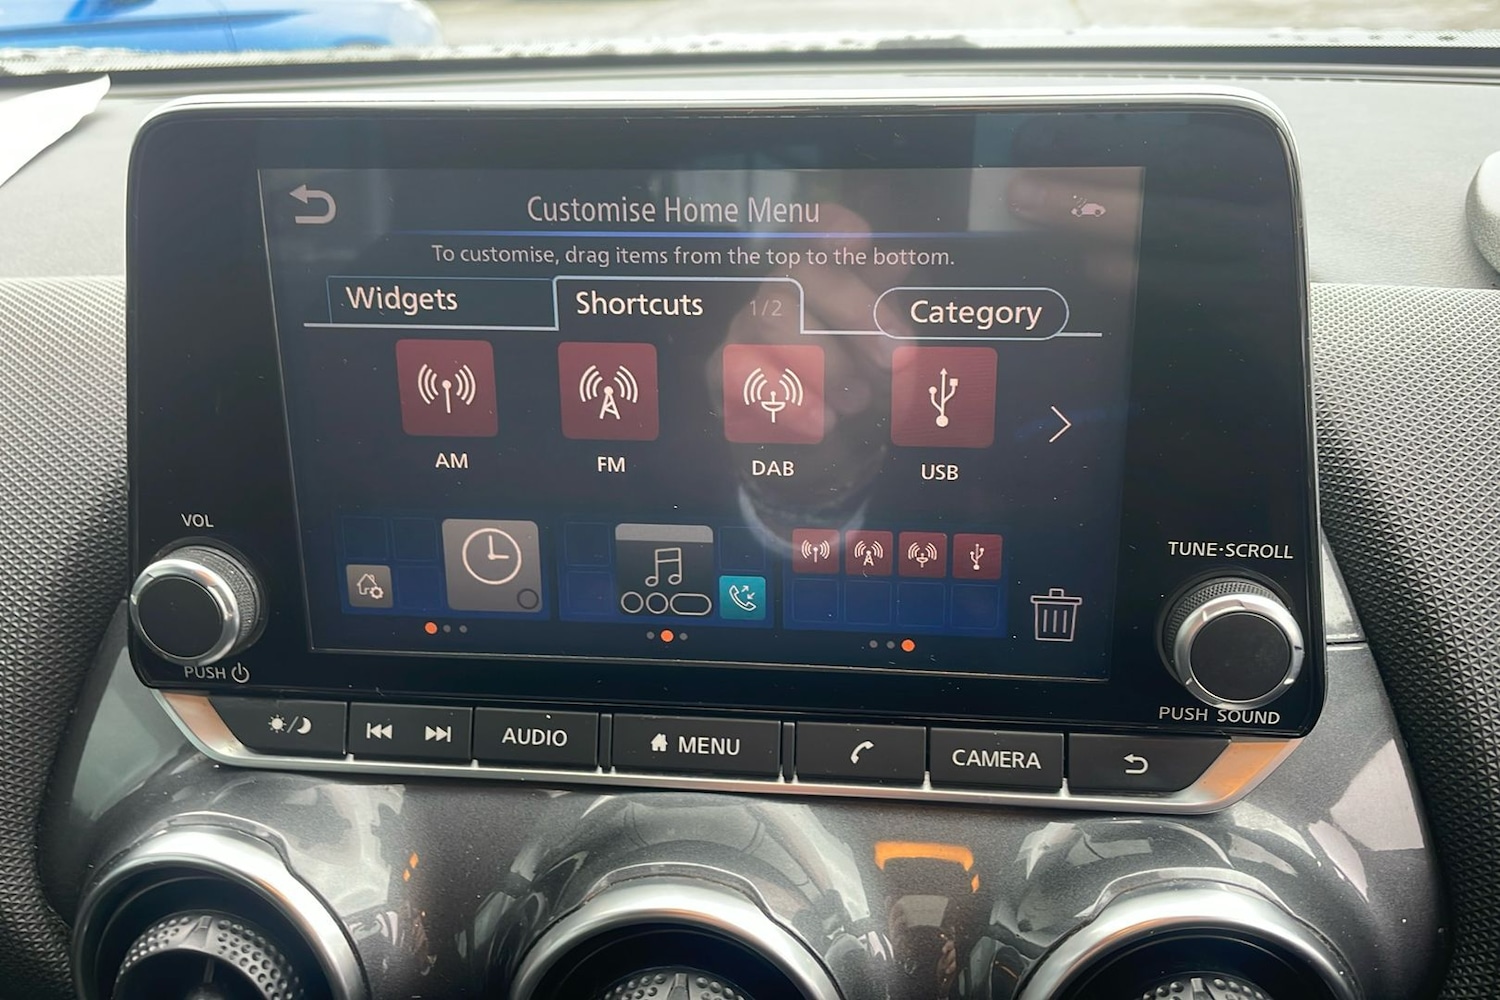 Customise Home Menu
To customise, drag items from the top to the bottom.
Widgets
Shortcuts 1/2
Category
AM
FM
DAB
USB
VOL
PUSH
TUNE·SCROLL
PUSH SOUND
AUDIO
MENU
CAMERA